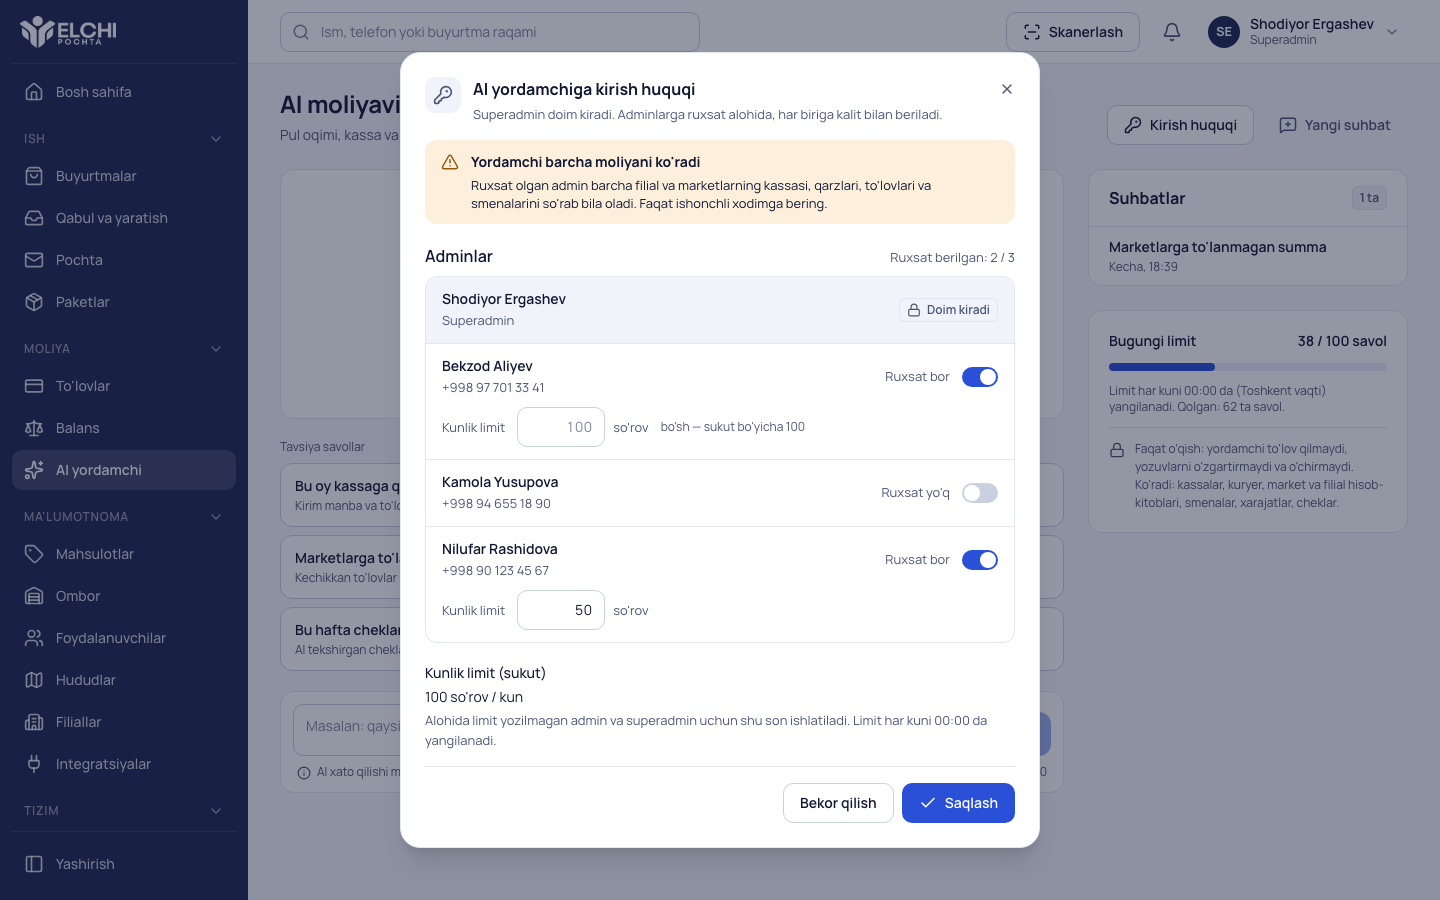 ELCHI
POCHTA
Ism, telefon yoki buyurtma raqami
Skanerlash
SE
Shodiyor Ergashev
Superadmin
Bosh sahifa
ISH
Buyurtmalar
Qabul va yaratish
Pochta
Paketlar
MOLIYA
To'lovlar
Balans
AI yordamchi
MA'LUMOTNOMA
Mahsulotlar
Ombor
Foydalanuvchilar
Hududlar
Filiallar
Integratsiyalar
TIZIM
Yashirish
AI moliyavi
Pul oqimi, kassa va
Kirish huquqi
Yangi suhbat
Tavsiya savollar
Bu oy kassaga q
Kirim manba va to'lo
Marketlarga to'l
Kechikkan to'lovlar
Bu hafta cheklar
AI tekshirgan chekla
Masalan: qaysi
AI xato qilishi m
0
Suhbatlar
1 ta
Marketlarga to'lanmagan summa
Kecha, 18:39
Bugungi limit
38 / 100 savol
Limit har kuni 00:00 da (Toshkent vaqti)
yangilanadi. Qolgan: 62 ta savol.
Faqat o'qish: yordamchi to'lov qilmaydi,
yozuvlarni o'zgartirmaydi va o'chirmaydi.
Ko'radi: kassalar, kuryer, market va filial hisob-
kitoblari, smenalar, xarajatlar, cheklar.
AI yordamchiga kirish huquqi
Superadmin doim kiradi. Adminlarga ruxsat alohida, har biriga kalit bilan beriladi.
Yordamchi barcha moliyani ko'radi
Ruxsat olgan admin barcha filial va marketlarning kassasi, qarzlari, to'lovlari va
smenalarini so'rab bila oladi. Faqat ishonchli xodimga bering.
Adminlar
Ruxsat berilgan: 2 / 3
Shodiyor Ergashev
Superadmin
Doim kiradi
Bekzod Aliyev
+998 97 701 33 41
Ruxsat bor
Kunlik limit 100 so'rov bo'sh — sukut bo'yicha 100
Kamola Yusupova
+998 94 655 18 90
Ruxsat yo'q
Nilufar Rashidova
+998 90 123 45 67
Ruxsat bor
Kunlik limit 50 so'rov
Kunlik limit (sukut)
100 so'rov / kun
Alohida limit yozilmagan admin va superadmin uchun shu son ishlatiladi. Limit har kuni 00:00 da
yangilanadi.
Bekor qilish
Saqlash